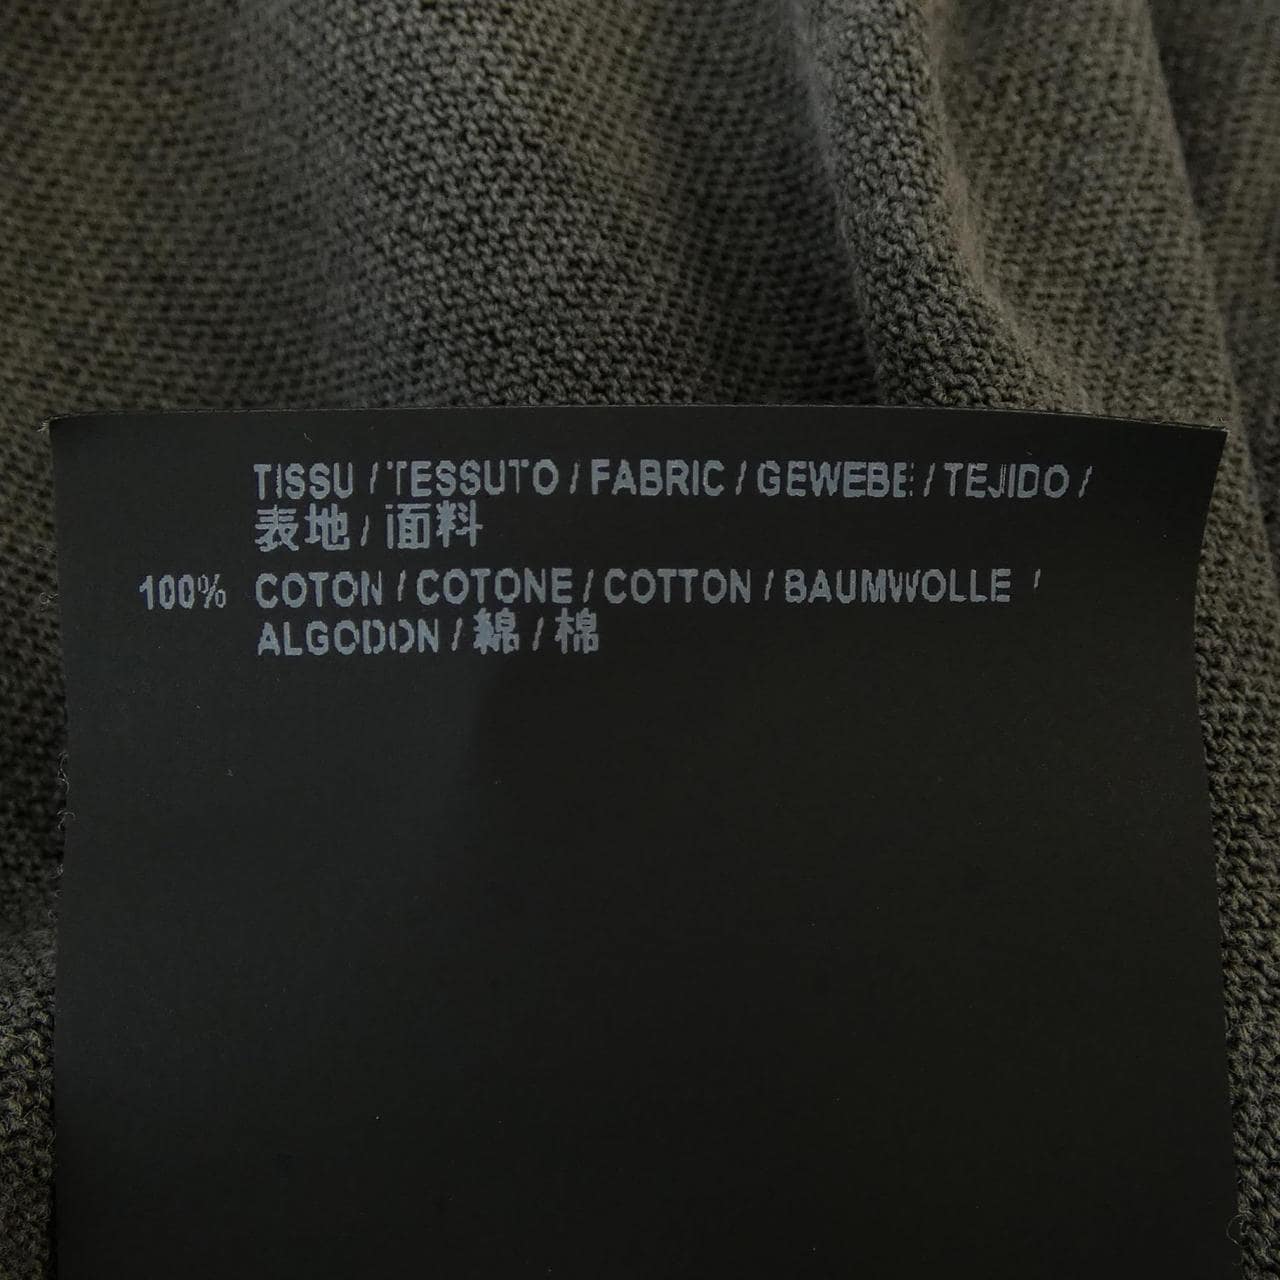 TISSU / TESSUTO / FABRIC / GEWEBE / TEJIDO /
表地 / 面料
100% COTON / COTONE / COTTON / BAUMWOLLE /
ALGODON / 綿 / 棉